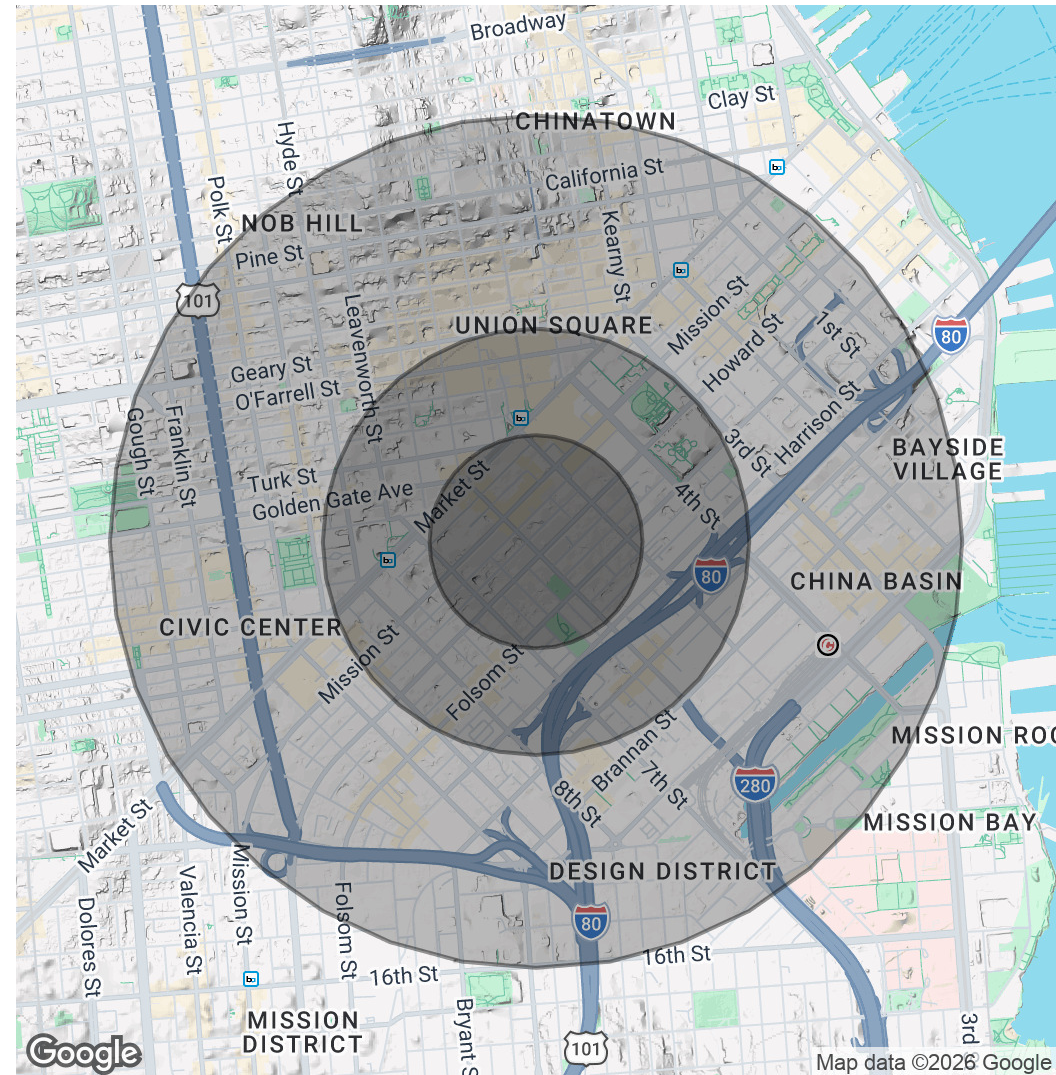 Broadway
Clay St
CHINATOWN
Hyde St
California St
Polk St
NOB HILL
Kearny St
Pine St
101
Mission St
Leavenworth St
UNION SQUARE
1st St
80
Howard St
Geary St
O'Farrell St
Harrison St
Gough St
Franklin St
3rd St
BAYSIDE
VILLAGE
Turk St
Golden Gate Ave
Market St
4th St
80
CHINA BASIN
CIVIC CENTER
Mission St
Folsom St
Brannan St
MISSION ROC
7th St
280
8th St
Market St
MISSION BAY
Mission St
Valencia St
DESIGN DISTRICT
Folsom St
Dolores St
80
16th St
16th St
Bryant S
MISSION
DISTRICT
3rd S
101
Google
Map data ©2026 Google